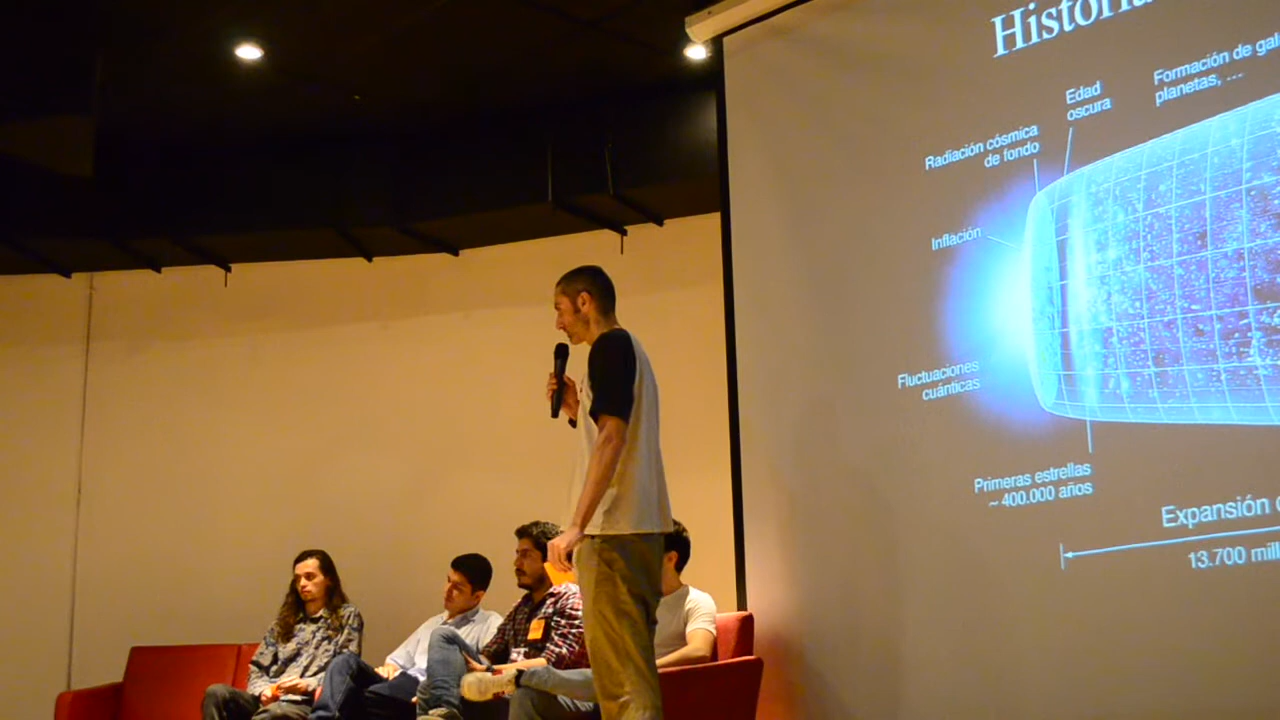 Historia
Formación de gal
planetas, ...
Edad
oscura
Radiación cósmica
de fondo
Inflación
Fluctuaciones
cuánticas
Primeras estrellas
~ 400.000 años
Expansión
13.700 mill